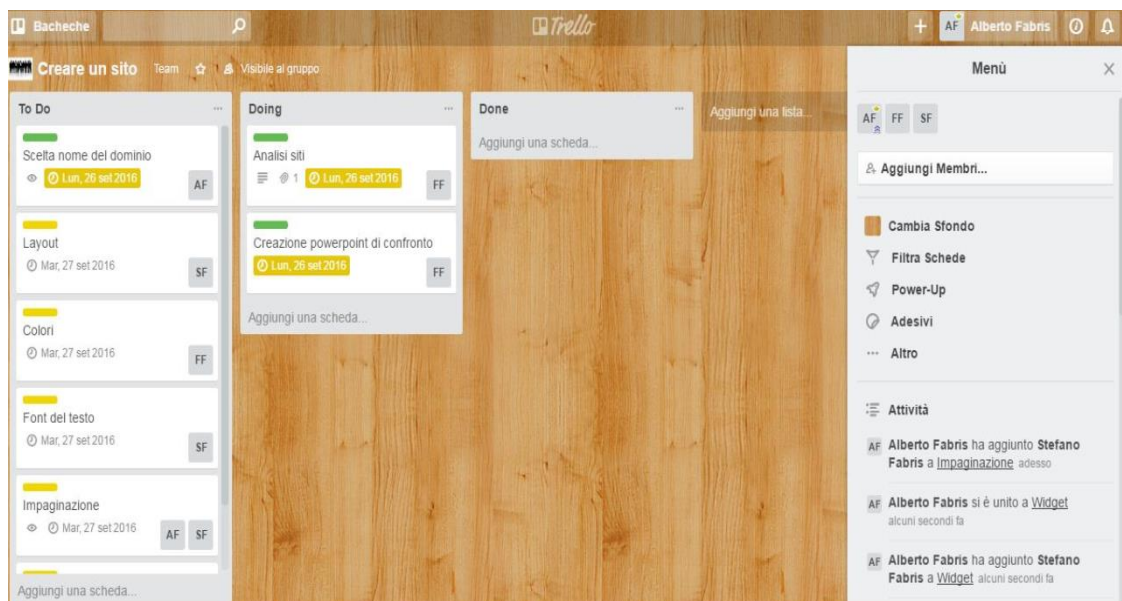 Bacheche
Trello
AF Alberto Fabris
Creare un sito Team Visibile al gruppo
To Do
Scelta nome del dominio
Lun, 26 set 2016
AF
Layout
Mar, 27 set 2016
SF
Colori
Mar, 27 set 2016
FF
Font del testo
Mar, 27 set 2016
SF
Impaginazione
Mar, 27 set 2016
AF SF
Aggiungi una scheda...
Doing
Analisi siti
1 Lun, 26 set 2016
FF
Creazione powerpoint di confronto
Lun, 26 set 2016
FF
Aggiungi una scheda...
Done
Aggiungi una scheda...
Aggiungi una lista...
Menù
AF FF SF
Aggiungi Membri...
Cambia Sfondo
Filtra Schede
Power-Up
Adesivi
Altro
Attività
AF Alberto Fabris ha aggiunto Stefano
Fabris a Impaginazione adesso
AF Alberto Fabris si è unito a Widget
alcuni secondi fa
AF Alberto Fabris ha aggiunto Stefano
Fabris a Widget alcuni secondi fa